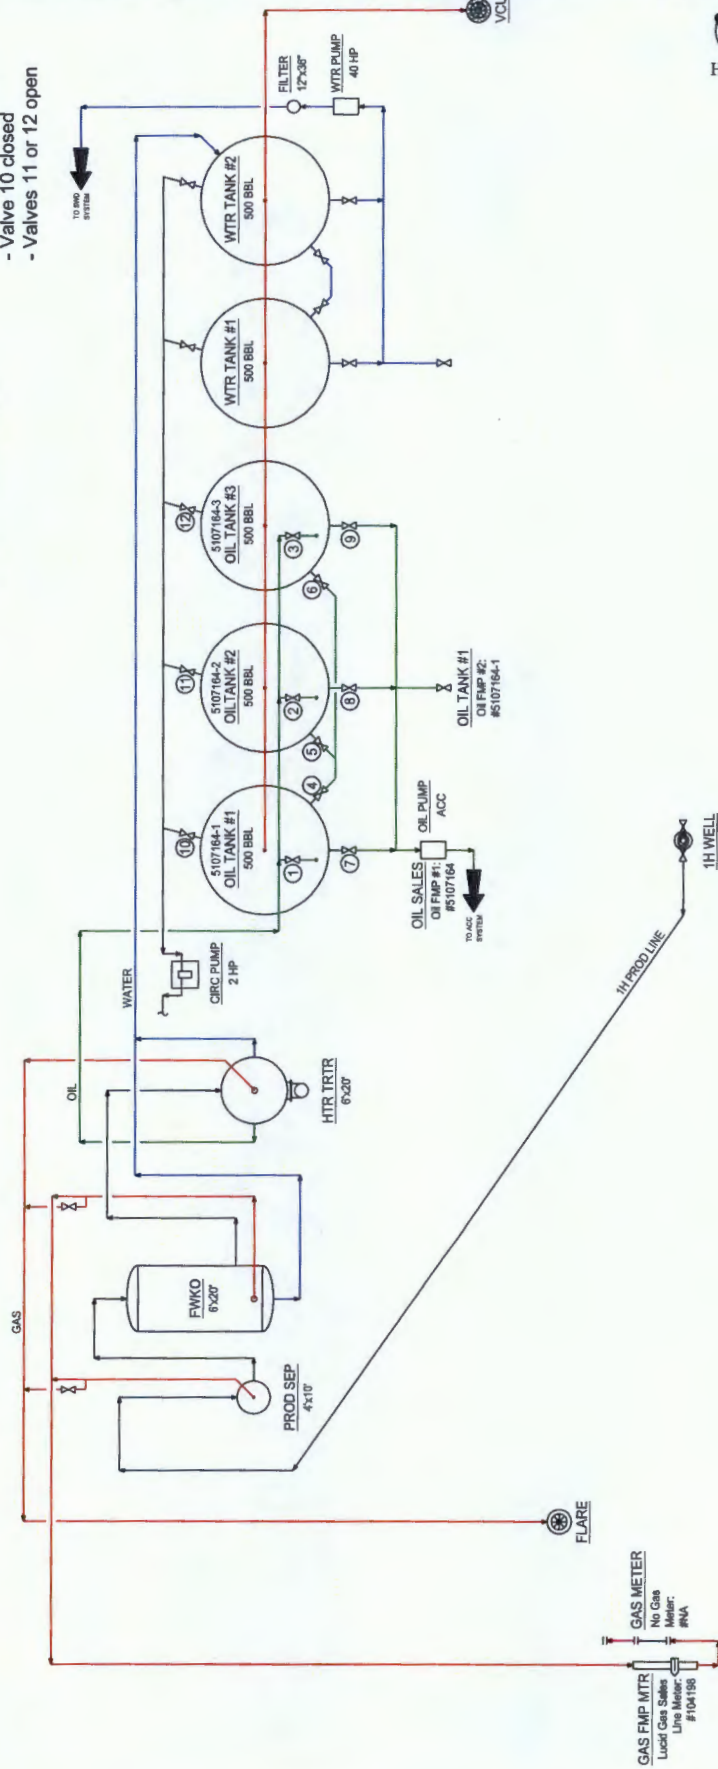 - Valve 10 closed
- Valves 11 or 12 open
TO SWD
SYSTEM
FILTER
12"x36"
WTR PUMP
40 HP
VCU
H
WTR TANK #2
500 BBL
WTR TANK #1
500 BBL
12
5107164-3
OIL TANK #3
500 BBL
3
6
9
11
5107164-2
OIL TANK #2
500 BBL
2
5
8
10
5107164-1
OIL TANK #1
500 BBL
1
4
7
OIL TANK #1
Oil FMP #2:
#5107164-1
OIL PUMP
ACC
OIL SALES
Oil FMP #1:
#5107164
TO ACC
SYSTEM
WATER
CIRC PUMP
2 HP
OIL
HTR TRTR
6'x20'
GAS
FWKO
6'x20'
PROD SEP
4'x10'
1H PROD LINE
1H WELL
FLARE
GAS METER
No Gas
Meter:
#NA
GAS FMP MTR
Lucid Gas Sales
Line Meter:
#104198